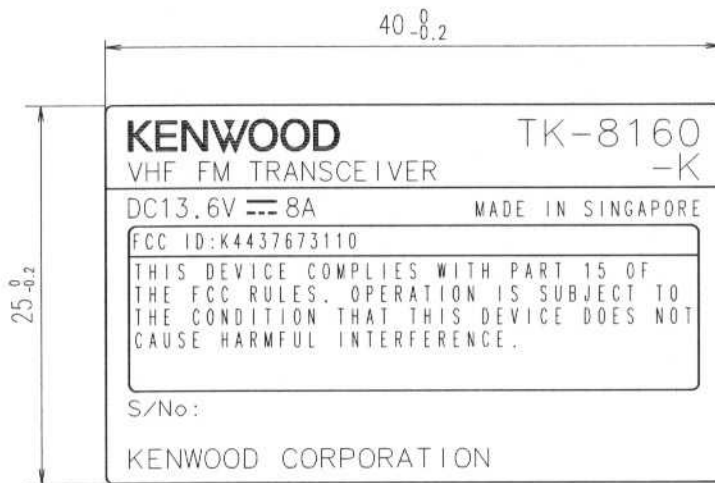 40 0 -0.2
25 0 -0.2
KENWOOD
TK-8160
VHF FM TRANSCEIVER
-K
DC13.6V ⎓ 8A
MADE IN SINGAPORE
FCC ID:K4437673110
THIS DEVICE COMPLIES WITH PART 15 OF
THE FCC RULES. OPERATION IS SUBJECT TO
THE CONDITION THAT THIS DEVICE DOES NOT
CAUSE HARMFUL INTERFERENCE.
S/No:
KENWOOD CORPORATION